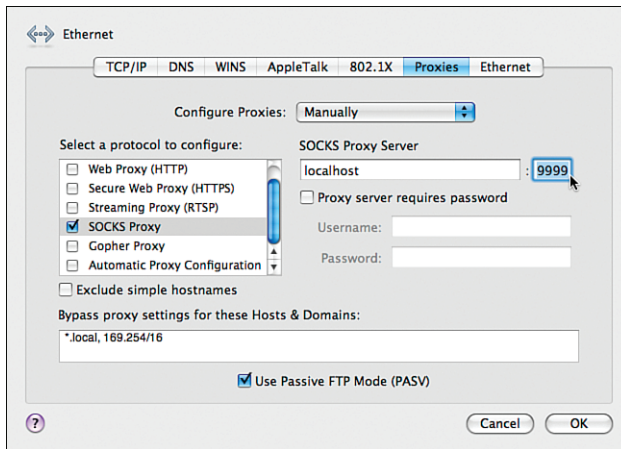 Ethernet
TCP/IP DNS WINS AppleTalk 802.1X Proxies Ethernet
Configure Proxies: Manually
Select a protocol to configure:
Web Proxy (HTTP)
Secure Web Proxy (HTTPS)
Streaming Proxy (RTSP)
SOCKS Proxy
Gopher Proxy
Automatic Proxy Configuration
Exclude simple hostnames
SOCKS Proxy Server
localhost : 9999
Proxy server requires password
Username:
Password:
Bypass proxy settings for these Hosts & Domains:
*.local, 169.254/16
Use Passive FTP Mode (PASV)
? Cancel OK